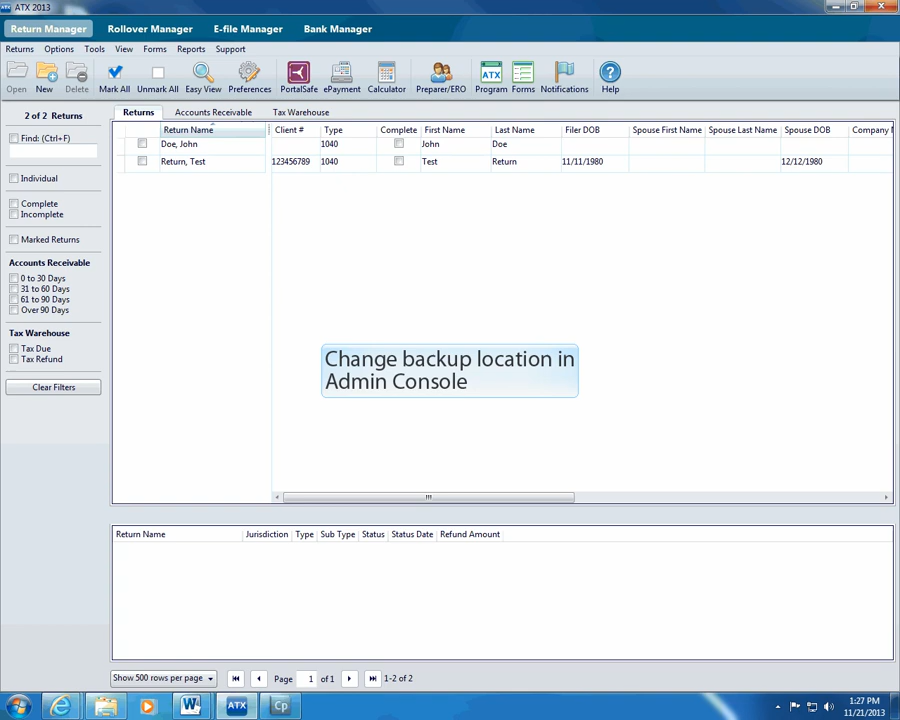 ATX 2013
Return Manager Rollover Manager E-file Manager Bank Manager
Returns Options Tools View Forms Reports Support
Open New Delete Mark All Unmark All Easy View Preferences PortalSafe ePayment Calculator Preparer/ERO ATX Program Forms Notifications ? Help
2 of 2 Returns
Returns Accounts Receivable Tax Warehouse
Find: (Ctrl+F)
Return Name Client # Type Complete First Name Last Name Filer DOB Spouse First Name Spouse Last Name Spouse DOB Company
Doe, John 1040 John Doe
Return, Test 123456789 1040 Test Return 11/11/1980 12/12/1980
Individual
Complete
Incomplete
Marked Returns
Accounts Receivable
0 to 30 Days
31 to 60 Days
61 to 90 Days
Over 90 Days
Tax Warehouse
Tax Due
Tax Refund
Clear Filters
Change backup location in
Admin Console
Return Name Jurisdiction Type Sub Type Status Status Date Refund Amount
Show 500 rows per page Page 1 of 1 1-2 of 2
W ATX Cp
1:27 PM
11/21/2013